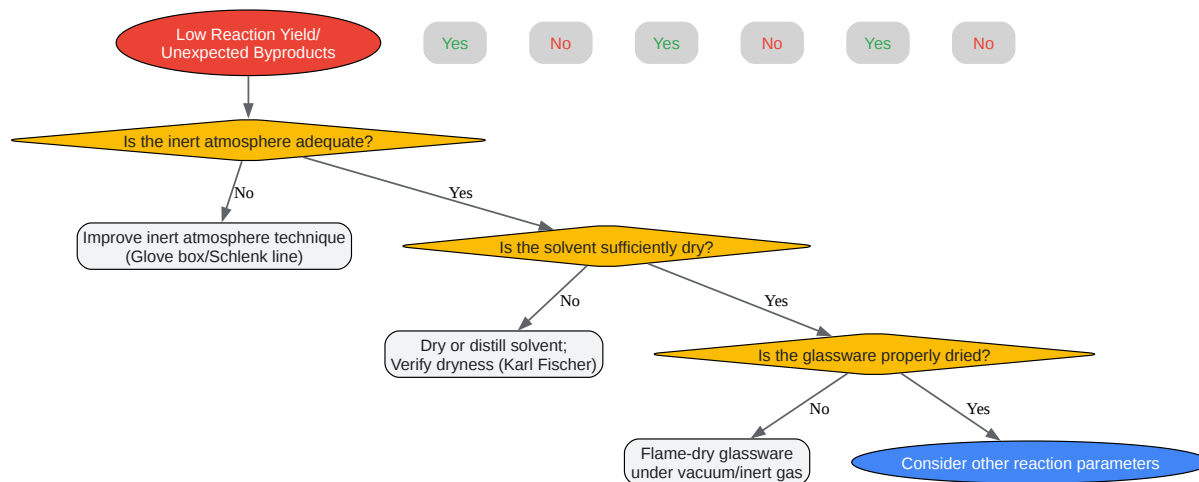 Low Reaction Yield/
Unexpected Byproducts
Yes
No
Yes
No
Yes
No
Is the inert atmosphere adequate?
No
Yes
Improve inert atmosphere technique
(Glove box/Schlenk line)
Is the solvent sufficiently dry?
No
Yes
Dry or distill solvent;
Verify dryness (Karl Fischer)
Is the glassware properly dried?
No
Yes
Flame-dry glassware
under vacuum/inert gas
Consider other reaction parameters